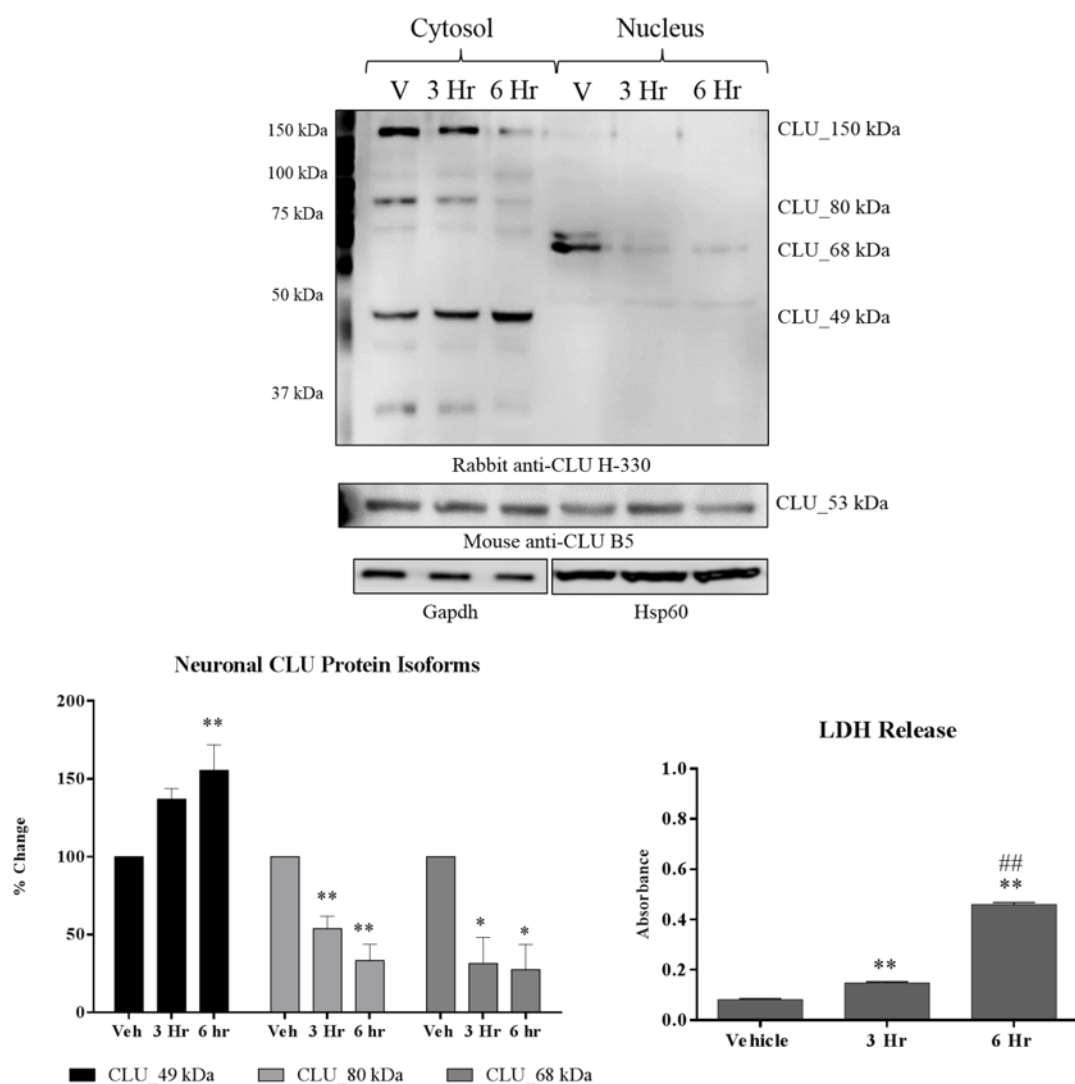 Cytosol Nucleus
V 3 Hr 6 Hr V 3 Hr 6 Hr
150 kDa CLU_150 kDa
100 kDa
CLU_80 kDa
75 kDa
CLU_68 kDa
50 kDa
CLU_49 kDa
37 kDa
Rabbit anti-CLU H-330
CLU_53 kDa
Mouse anti-CLU B5
Gapdh Hsp60
Neuronal CLU Protein Isoforms
% Change
200
150
100
50
0
**
**
**
*
*
Veh 3 Hr 6 hr Veh 3 Hr 6 hr Veh 3 Hr 6 hr
CLU_49 kDa CLU_80 kDa CLU_68 kDa
LDH Release
Absorbance
1.0
0.8
0.6
0.4
0.2
0.0
**
##
**
Vehicle 3 Hr 6 Hr